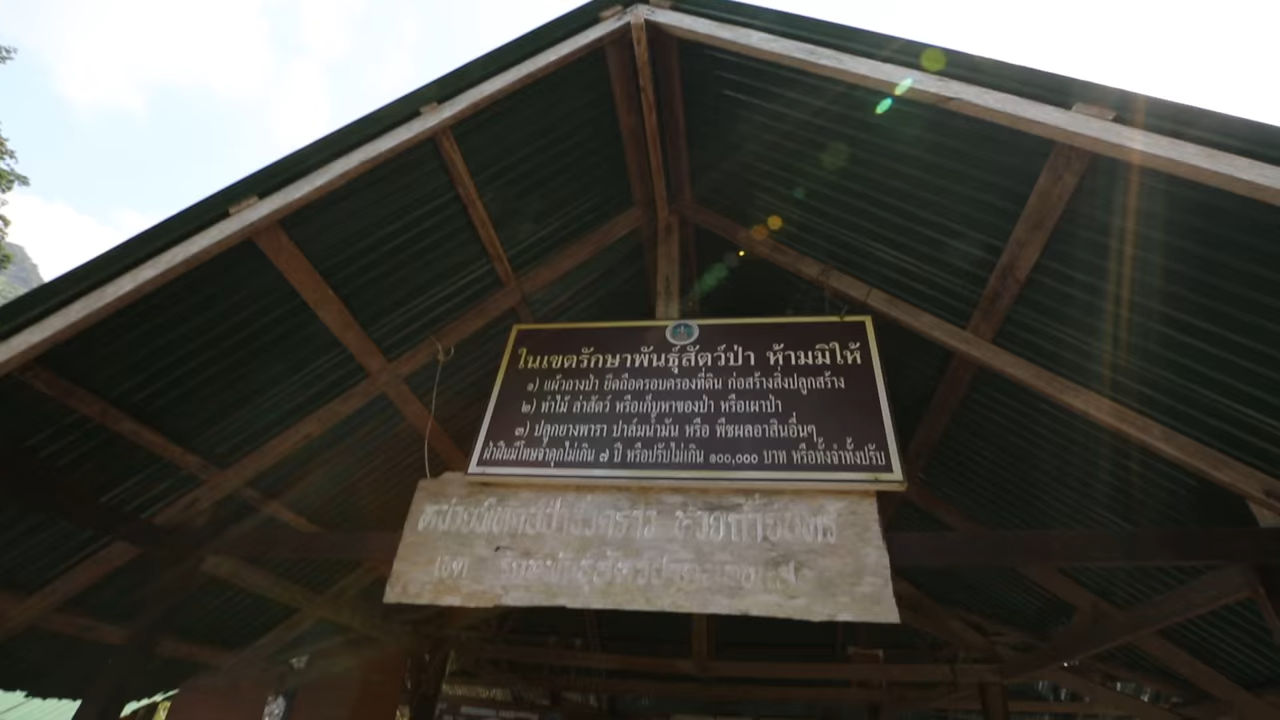 ในเขตรักษาพันธุ์สัตว์ป่า ห้ามมิให้
๑) แผ้วถางป่า ยึดถือครอบครองที่ดิน ก่อสร้างสิ่งปลูกสร้าง
๒) ทำไม้ ล่าสัตว์ หรือเก็บหาของป่า หรือเผาป่า
๓) ปลูกยางพารา ปาล์มน้ำมัน หรือ พืชผลอาสินอื่นๆ
ฝ่าฝืนมีโทษจำคุกไม่เกิน ๗ ปี หรือปรับไม่เกิน ๑๐๐,๐๐๐ บาท หรือทั้งจำทั้งปรับ
เขต